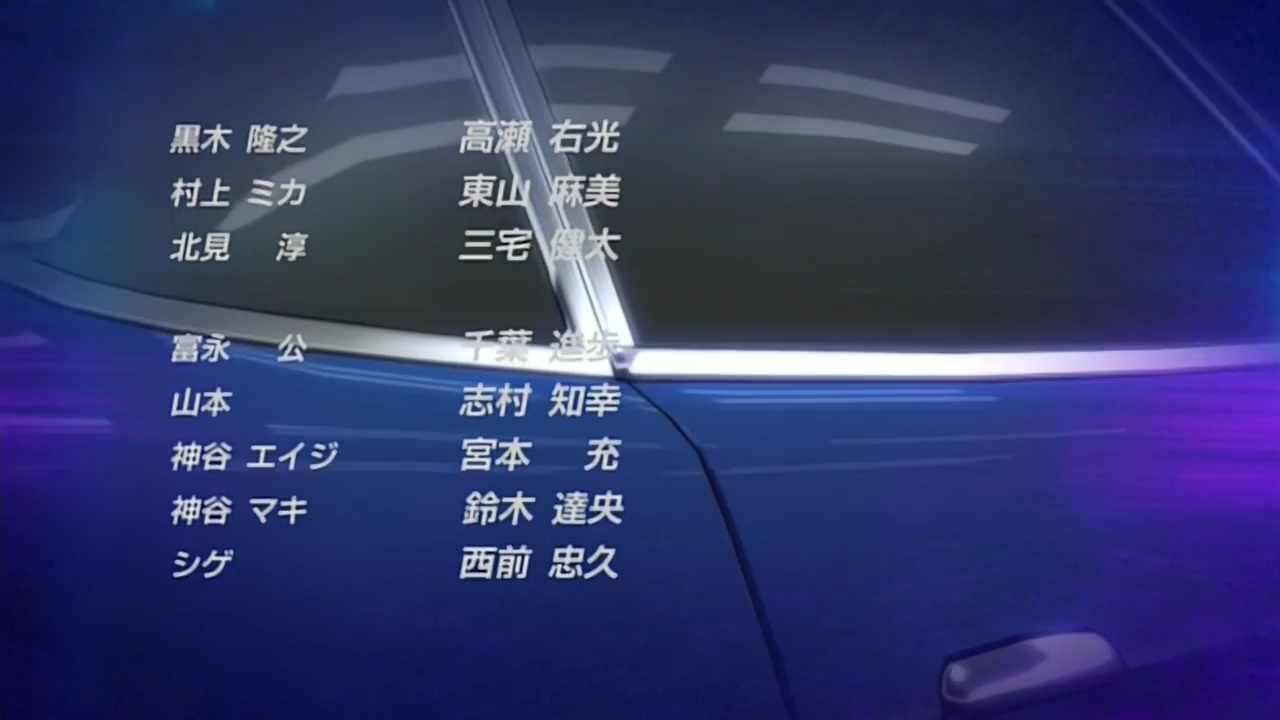 黒木 隆之 高瀬 右光
村上 ミカ 東山 麻美
北見 淳 三宅 健太
富永 公 千葉 進歩
山本 志村 知幸
神谷 エイジ 宮本 充
神谷 マキ 鈴木 達央
シゲ 西前 忠久